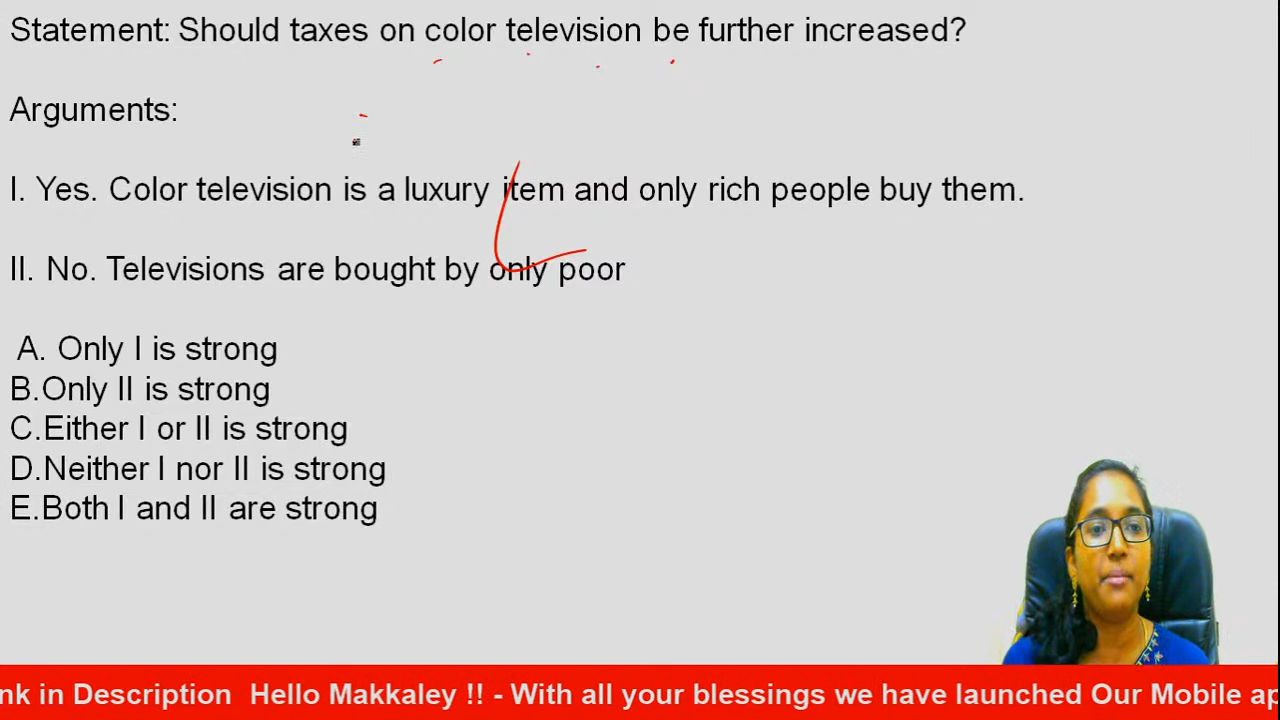 Statement: Should taxes on color television be further increased?
Arguments:
I. Yes. Color television is a luxury item and only rich people buy them.
II. No. Televisions are bought by only poor
A. Only I is strong
B.Only II is strong
C.Either I or II is strong
D.Neither I nor II is strong
E.Both I and II are strong
nk in Description Hello Makkaley !! - With all your blessings we have launched Our Mobile ap